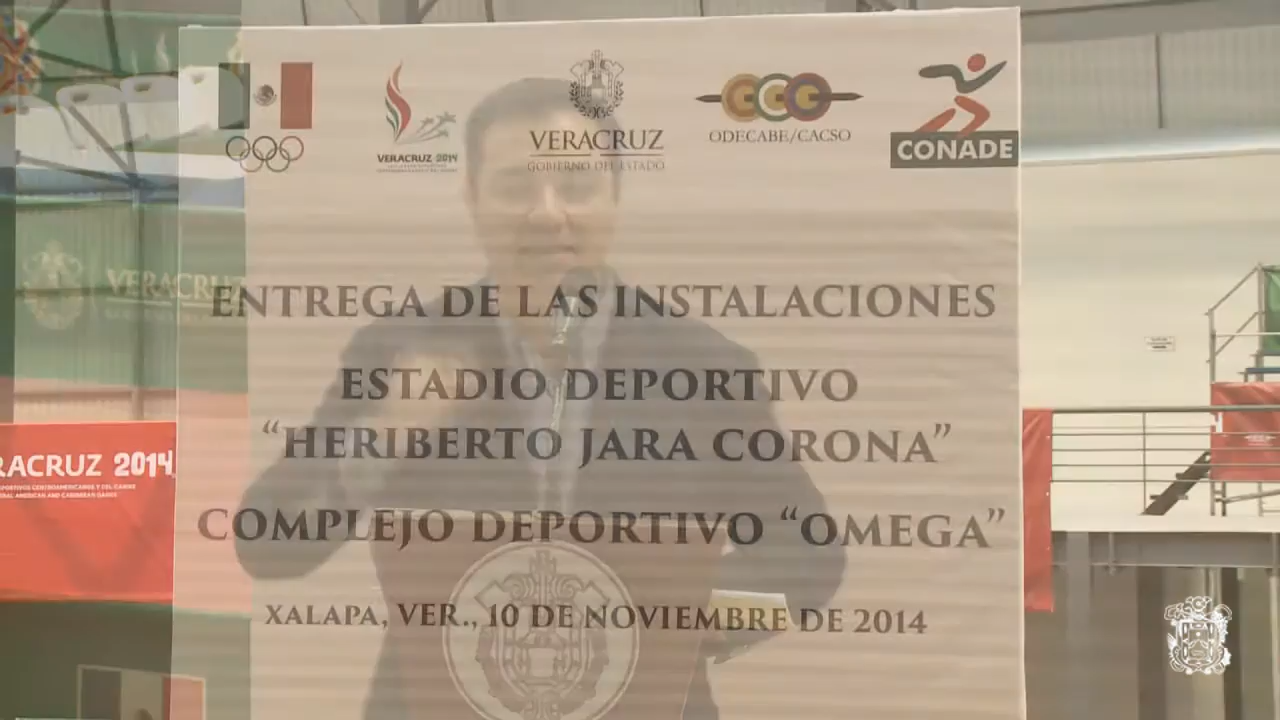 VERACRUZ 2014
VERACRUZ
GOBIERNO DEL ESTADO
ODECABE/CACSO
CONADE
VERACRUZ
ENTREGA DE LAS INSTALACIONES
ESTADIO DEPORTIVO
“HERIBERTO JARA CORONA”
COMPLEJO DEPORTIVO “OMEGA”
XALAPA, VER., 10 DE NOVIEMBRE DE 2014
RACRUZ 2014